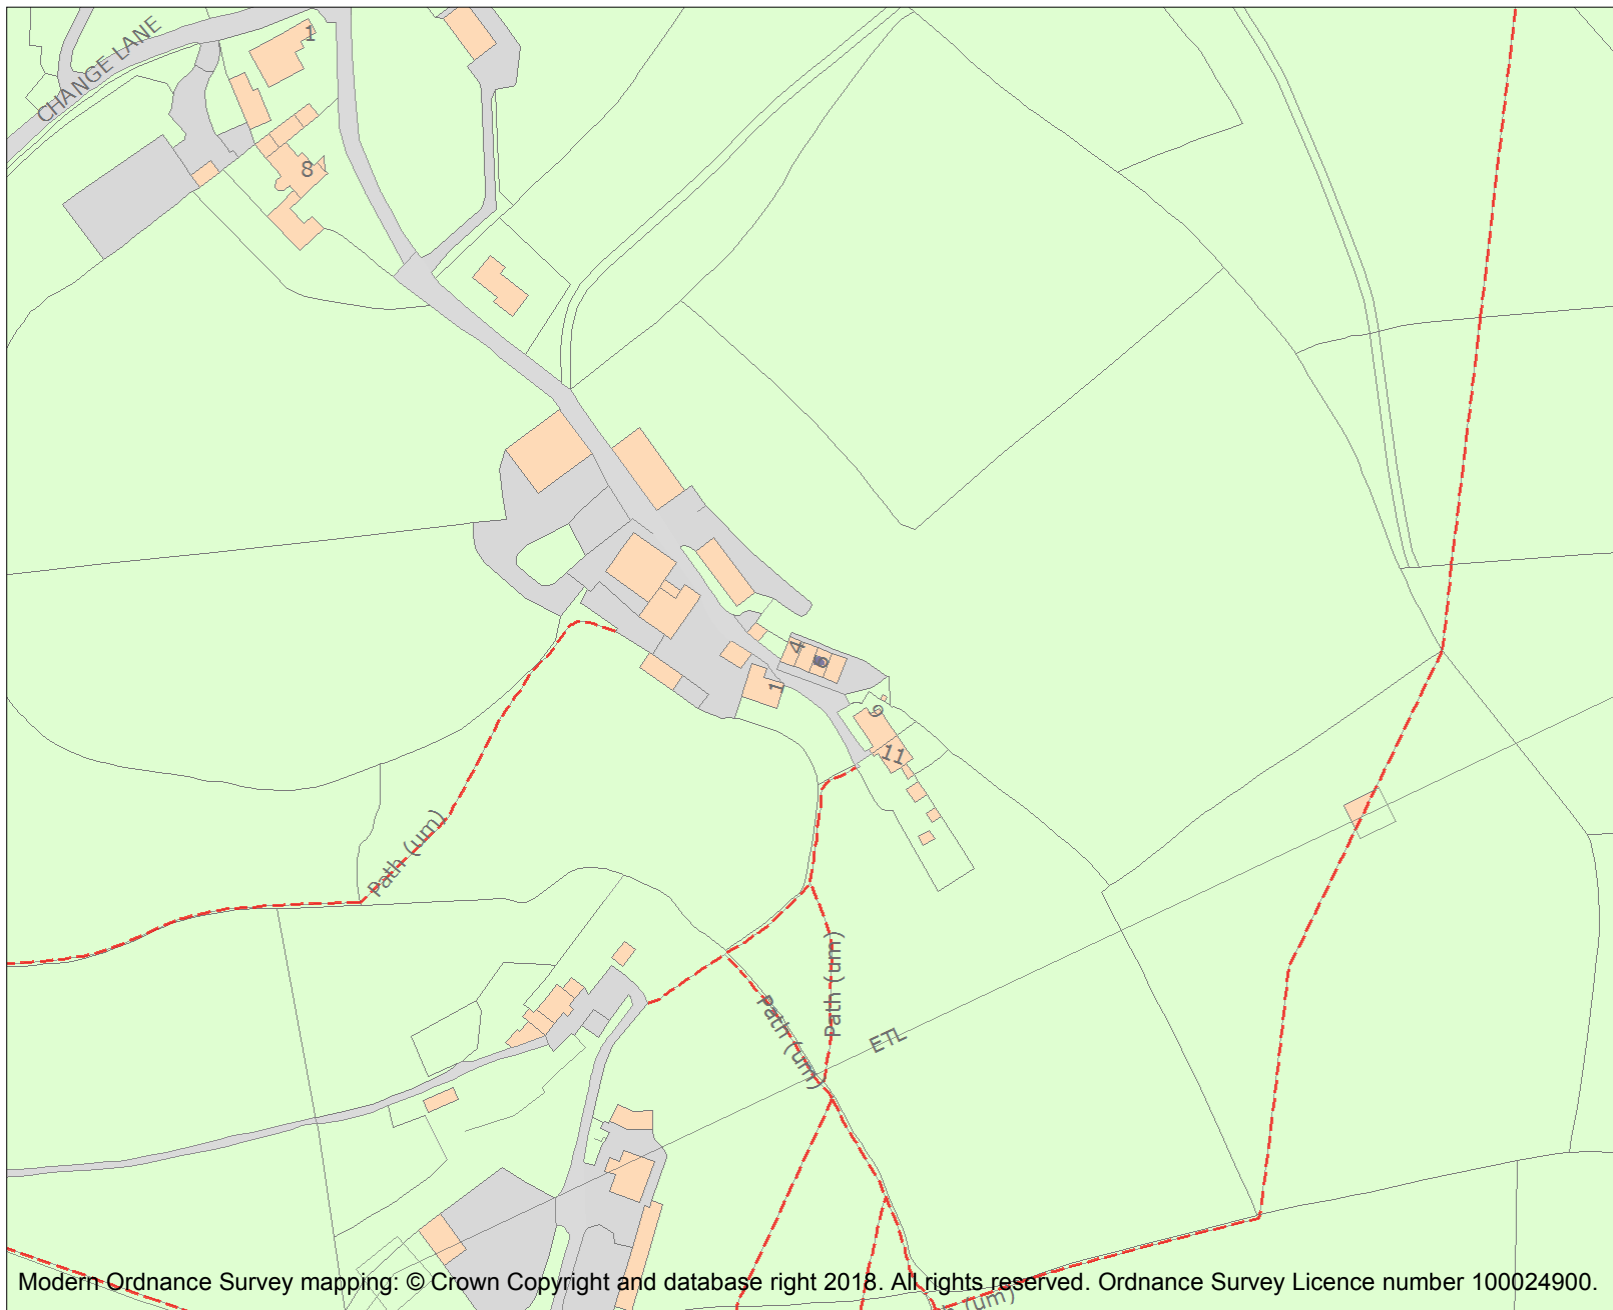 CHANGE LANE
1
8
4
1
9
11
Path (um)
Path (um)
Path (um)
ETL
(um)
Modern Ordnance Survey mapping: © Crown Copyright and database right 2018. All rights reserved. Ordnance Survey Licence number 100024900.